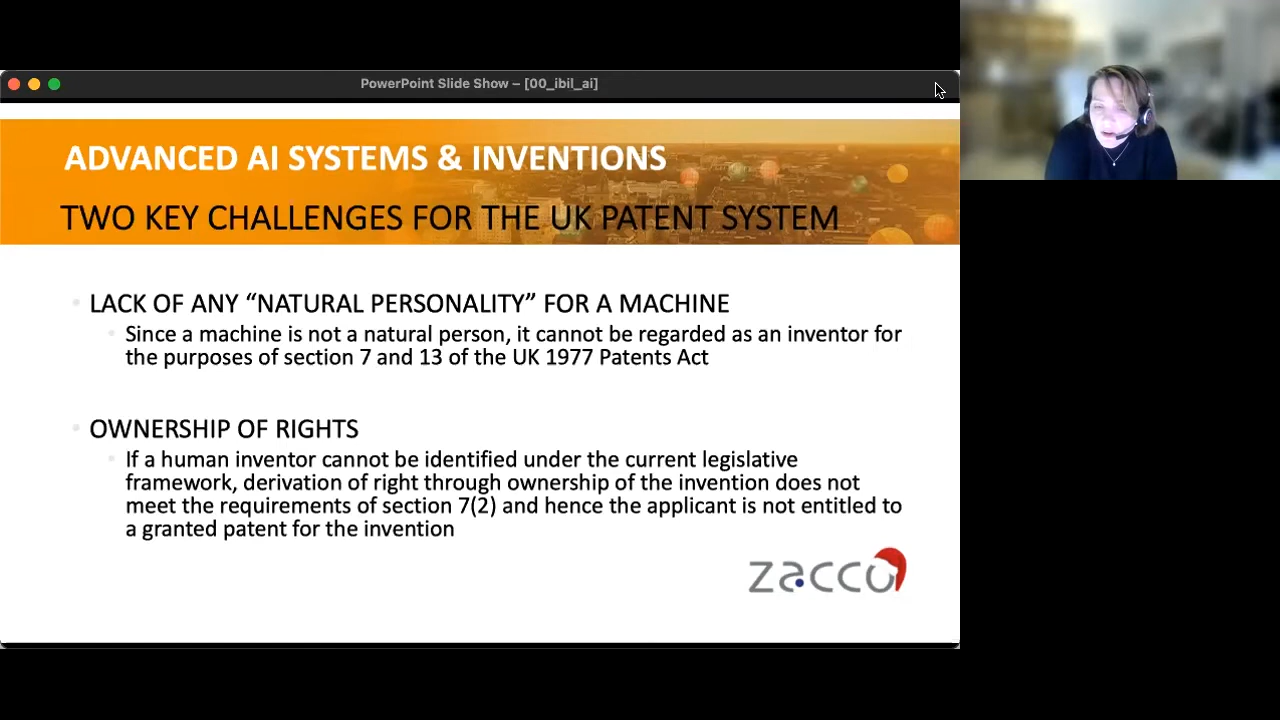 PowerPoint Slide Show – [00_ibil_ai]
ADVANCED AI SYSTEMS & INVENTIONS
TWO KEY CHALLENGES FOR THE UK PATENT SYSTEM
LACK OF ANY “NATURAL PERSONALITY” FOR A MACHINE
Since a machine is not a natural person, it cannot be regarded as an inventor for
the purposes of section 7 and 13 of the UK 1977 Patents Act
OWNERSHIP OF RIGHTS
If a human inventor cannot be identified under the current legislative
framework, derivation of right through ownership of the invention does not
meet the requirements of section 7(2) and hence the applicant is not entitled to
a granted patent for the invention
zacco